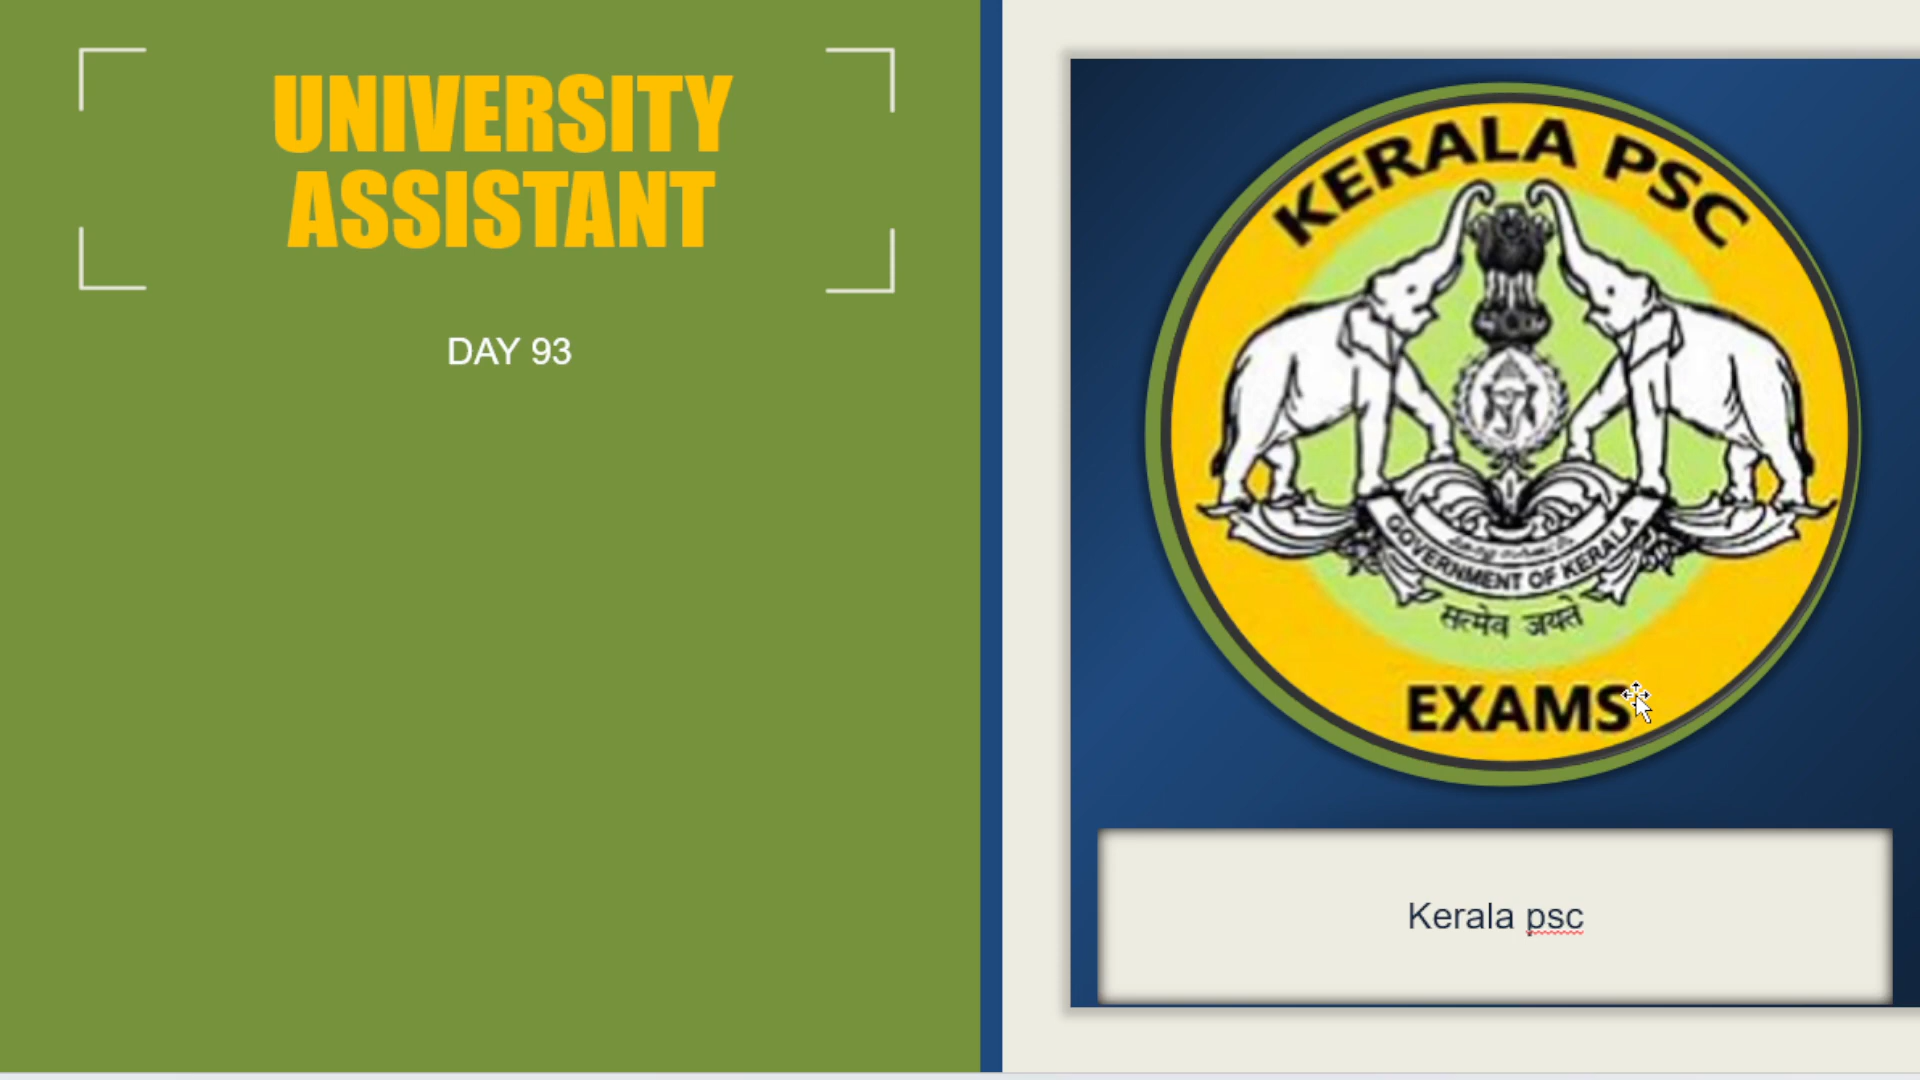 UNIVERSITY
ASSISTANT
DAY 93
KERALA PSC
GOVERNMENT OF KERALA
सत्यमेव जयते
EXAMS
Kerala psc